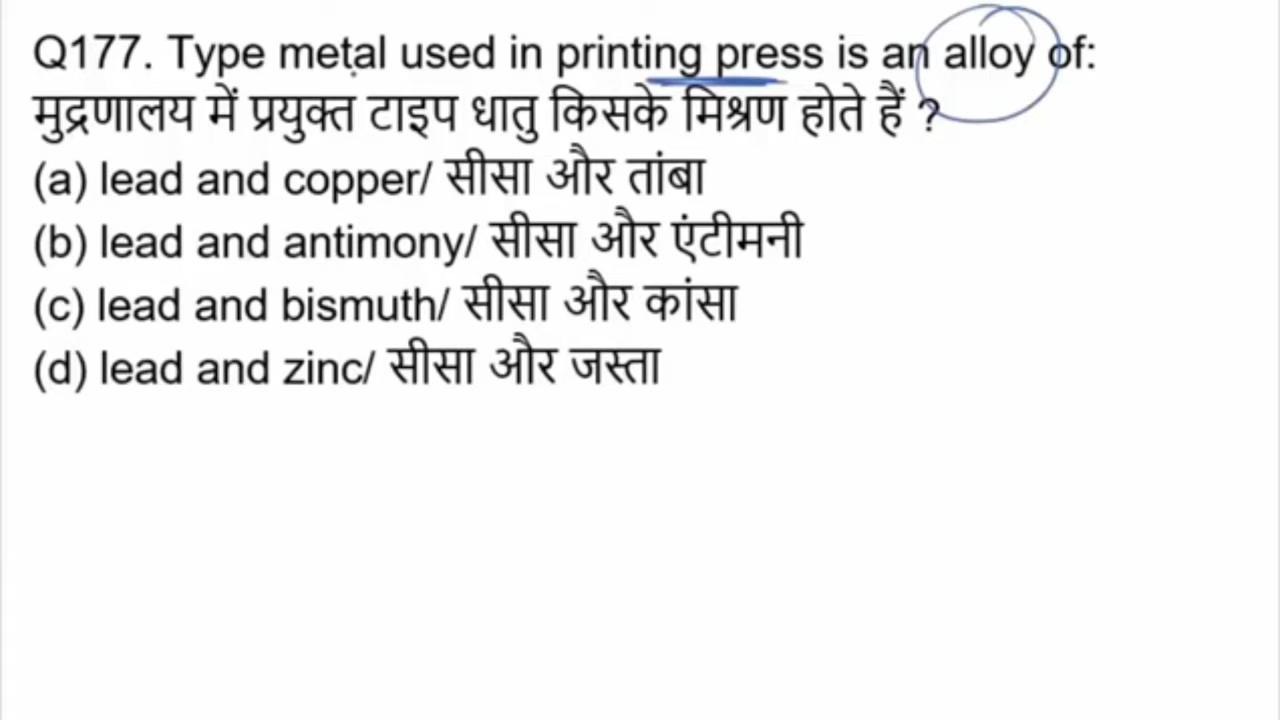 Q177. Type metal used in printing press is an alloy of:
मुद्रणालय में प्रयुक्त टाइप धातु किसके मिश्रण होते हैं ?
(a) lead and copper/ सीसा और तांबा
(b) lead and antimony/ सीसा और एंटीमनी
(c) lead and bismuth/ सीसा और कांसा
(d) lead and zinc/ सीसा और जस्ता